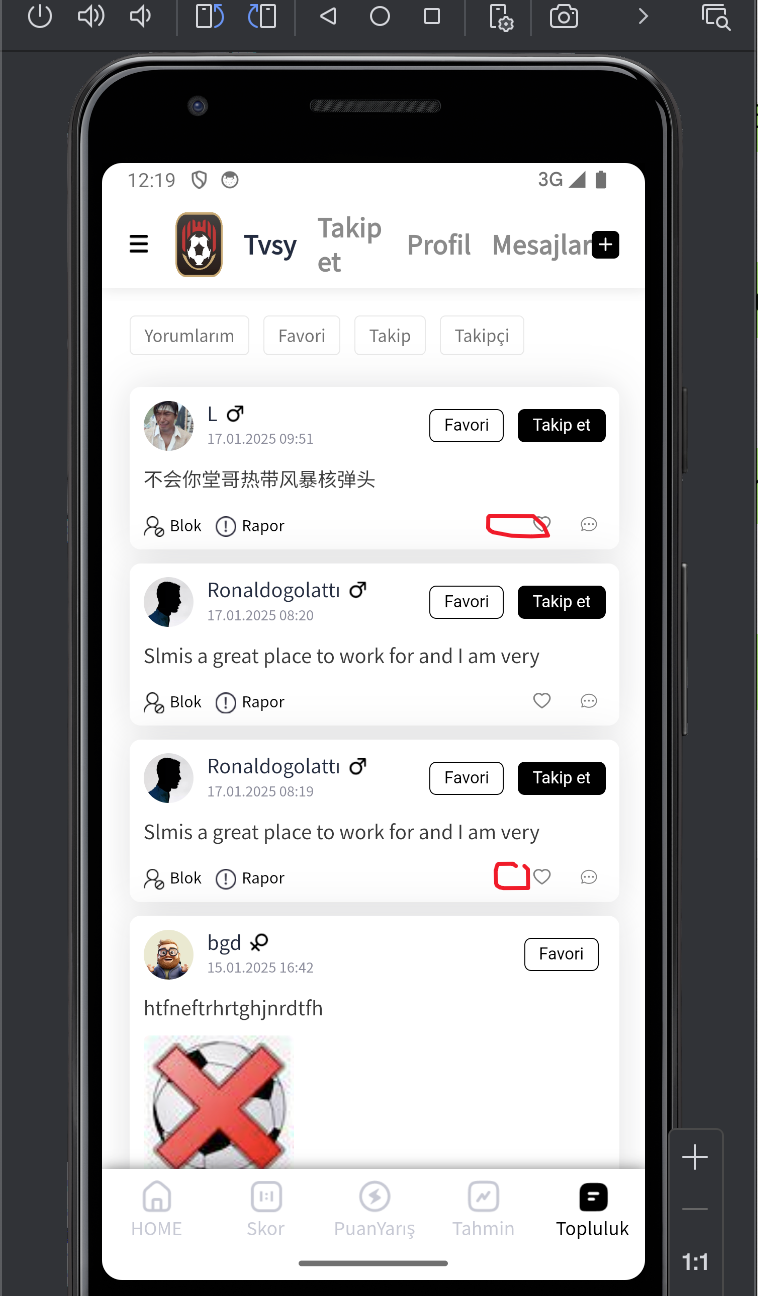 12:19 3G
Tvsy Takip et Profil Mesajlar
Yorumlarım Favori Takip Takipçi
L Favori Takip et
17.01.2025 09:51
不会你堂哥热带风暴核弹头
Blok Rapor
Ronaldogolattı Favori Takip et
17.01.2025 08:20
Slmis a great place to work for and I am very
Blok Rapor
Ronaldogolattı Favori Takip et
17.01.2025 08:19
Slmis a great place to work for and I am very
Blok Rapor
bgd Favori
15.01.2025 16:42
htfneftrhrtghjnrdtfh
HOME Skor PuanYarış Tahmin Topluluk
1:1